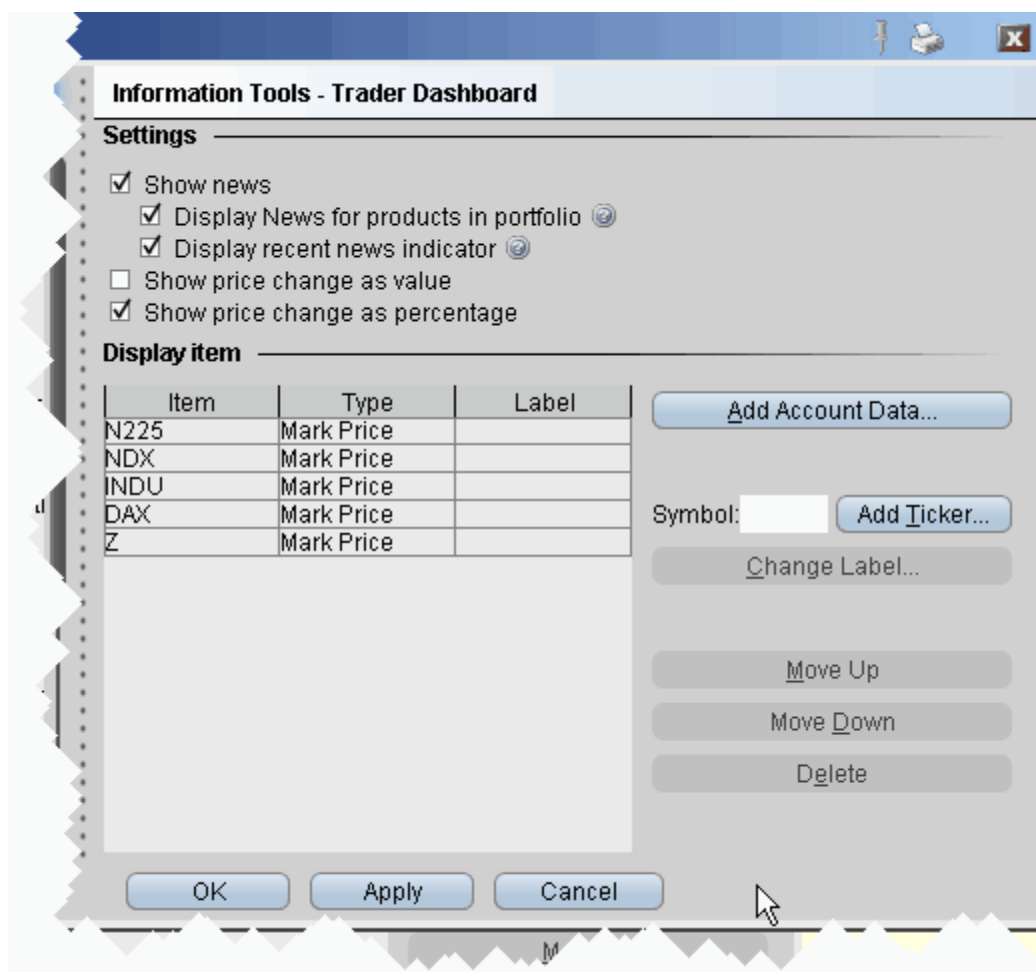 Information Tools - Trader Dashboard
Settings
Show news
Display News for products in portfolio
Display recent news indicator
Show price change as value
Show price change as percentage
Display item
Item Type Label
N225 Mark Price
NDX Mark Price
INDU Mark Price
DAX Mark Price
Z Mark Price
Add Account Data...
Symbol: Add Ticker...
Change Label...
Move Up
Move Down
Delete
OK Apply Cancel
M